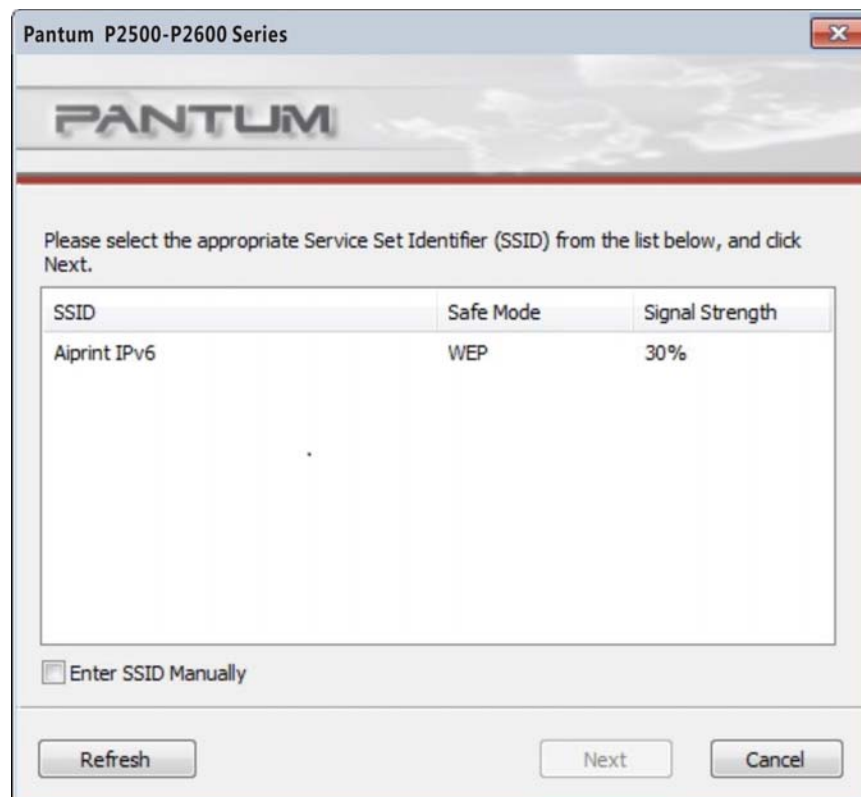 Pantum P2500-P2600 Series
PANTUM
Please select the appropriate Service Set Identifier (SSID) from the list below, and click
Next.
SSID Safe Mode Signal Strength
Aiprint IPv6 WEP 30%
Enter SSID Manually
Refresh Next Cancel